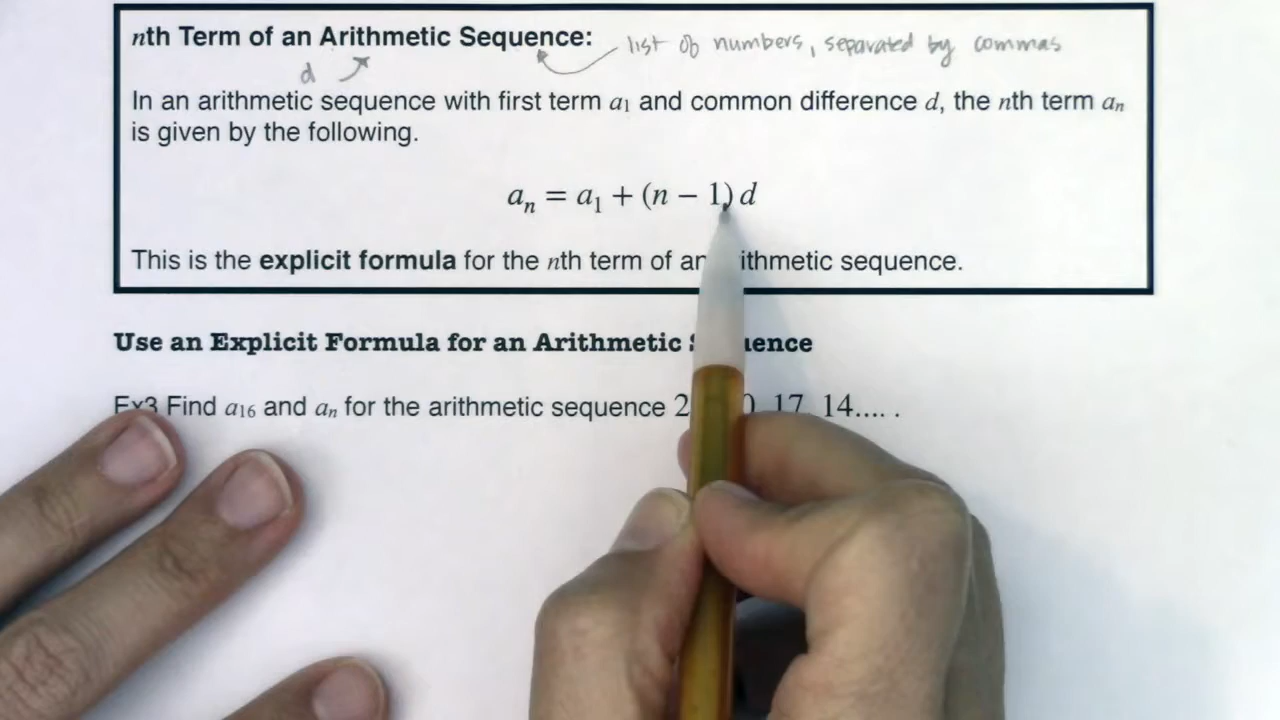 nth Term of an Arithmetic Sequence: list of numbers, separated by commas
d
In an arithmetic sequence with first term a₁ and common difference d, the nth term aₙ
is given by the following.
aₙ = a₁ + (n − 1) d
This is the explicit formula for the nth term of an arithmetic sequence.
Use an Explicit Formula for an Arithmetic
Ex3 Find a₁₆ and aₙ for the arithmetic sequence 17, 14.... .